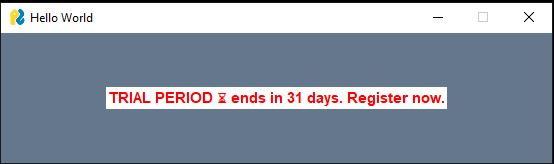 Hello World
TRIAL PERIOD ⌛ ends in 31 days. Register now.